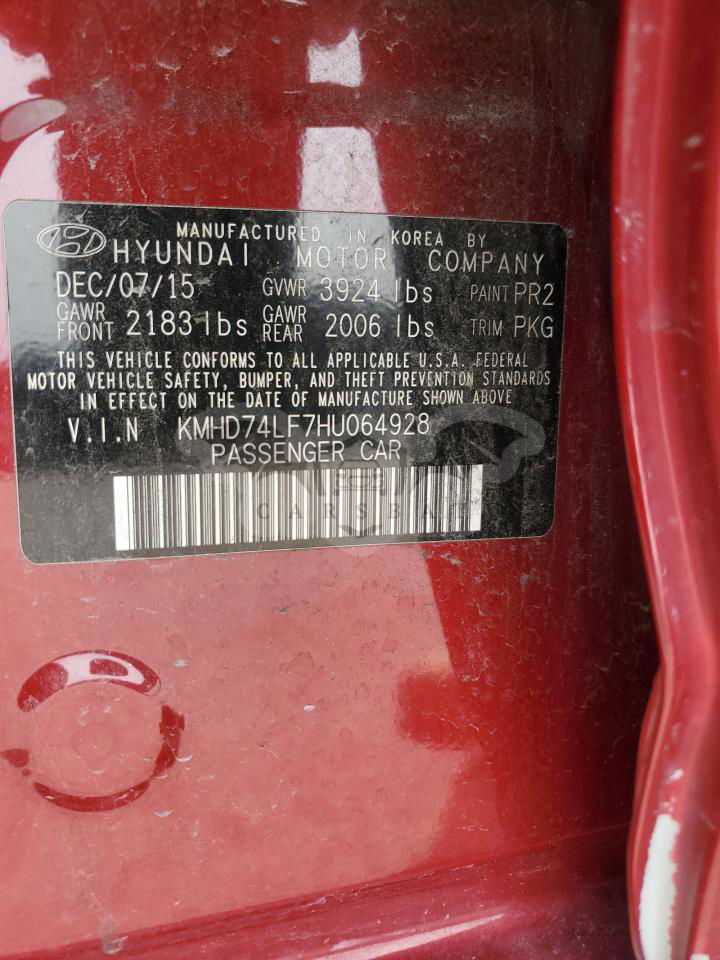 MANUFACTURED IN KOREA BY
HYUNDAI MOTOR COMPANY
DEC/07/15 GVWR 3924 lbs PAINT PR2
GAWR FRONT 2183 lbs GAWR REAR 2006 lbs TRIM PKG
THIS VEHICLE CONFORMS TO ALL APPLICABLE U.S.A. FEDERAL
MOTOR VEHICLE SAFETY, BUMPER, AND THEFT PREVENTION STANDARDS
IN EFFECT ON THE DATE OF MANUFACTURE SHOWN ABOVE
V.I.N KMHD74LF7HU064928
PASSENGER CAR